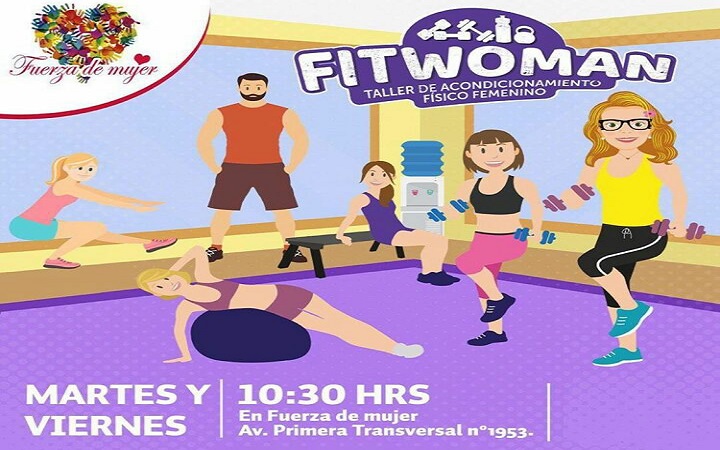 Fuerza de mujer
FITWOMAN
TALLER DE ACONDICIONAMIENTO
FÍSICO FEMENINO
MARTES Y
VIERNES
10:30 HRS
En Fuerza de mujer
Av. Primera Transversal nº1953.